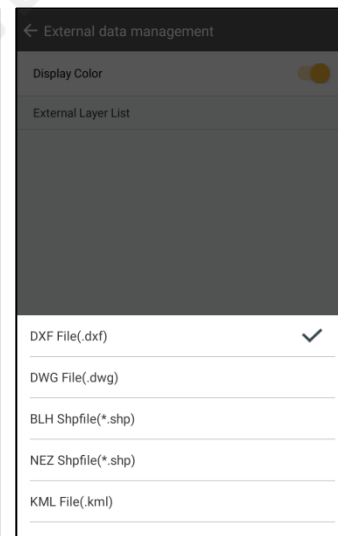 External data management
Display Color
External Layer List
DXF File(.dxf)
DWG File(.dwg)
BLH Shpfile(*.shp)
NEZ Shpfile(*.shp)
KML File(.kml)